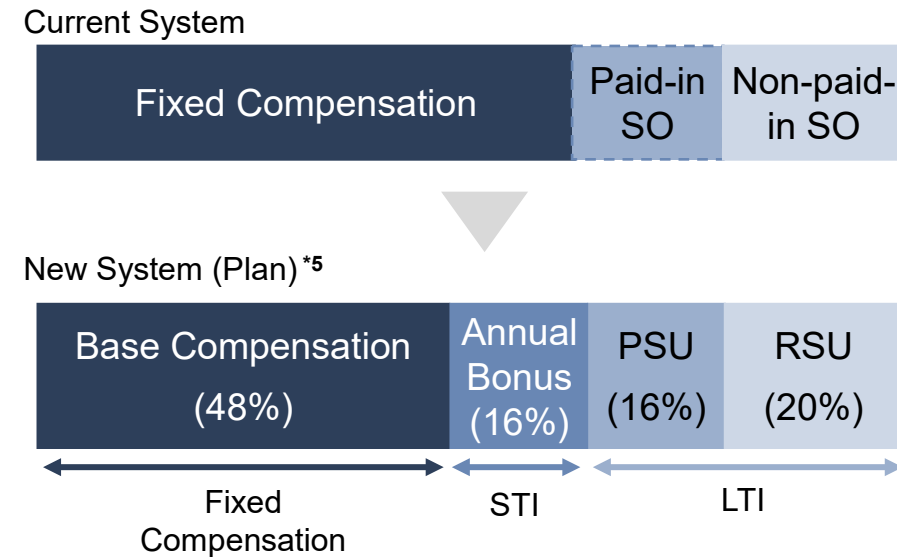 Current System
Fixed Compensation
Paid-in
SO
Non-paid-
in SO
New System (Plan) *5
Base Compensation
(48%)
Annual
Bonus
(16%)
PSU
(16%)
RSU
(20%)
Fixed
Compensation
STI
LTI